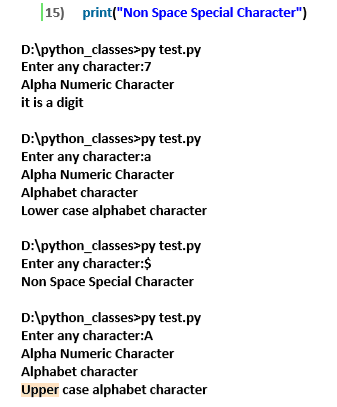 15) print("Non Space Special Character")
D:\python_classes>py test.py
Enter any character:7
Alpha Numeric Character
it is a digit
D:\python_classes>py test.py
Enter any character:a
Alpha Numeric Character
Alphabet character
Lower case alphabet character
D:\python_classes>py test.py
Enter any character:$
Non Space Special Character
D:\python_classes>py test.py
Enter any character:A
Alpha Numeric Character
Alphabet character
Upper case alphabet character